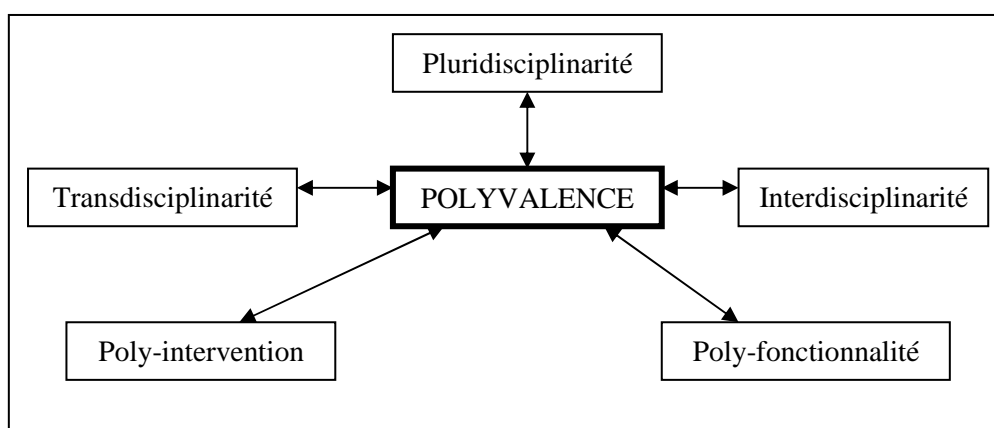 Pluridisciplinarité
Transdisciplinarité
POLYVALENCE
Interdisciplinarité
Poly-intervention
Poly-fonctionnalité